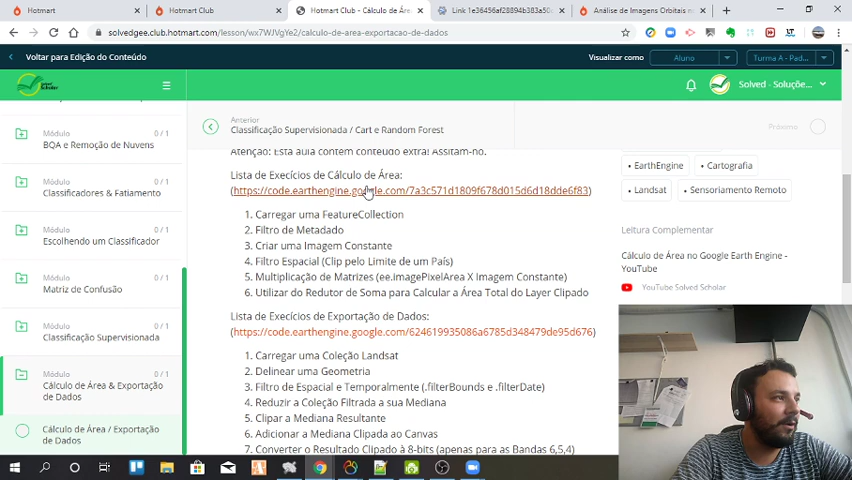 Hotmart
Hotmart Club
Hotmart Club - Cálculo de Áre
Link 1e36456af28894b383a50
Análise de Imagens Orbitais m
solvedgee.club.hotmart.com/lesson/wx7WJVgYe2/calculo-de-area-exportacao-de-dados
Voltar para Edição do Conteúdo
Visualizar como
Aluno
Turma A - Pad...
Solved - Soluçõe...
Anterior
Classificação Supervisionada / Cart e Random Forest
Próximo
Módulo 0 / 1
BQA e Remoção de Nuvens
Módulo 0 / 1
Classificadores & Fatiamento
Módulo 0 / 1
Escolhendo um Classificador
Módulo 0 / 1
Matriz de Confusão
Módulo 0 / 1
Classificação Supervisionada
Módulo 0 / 1
Cálculo de Área & Exportação
de Dados
Cálculo de Área / Exportação
de Dados
Atenção: Esta aula contém conteúdo extra! Assitam-no.
Lista de Execícios de Cálculo de Área:
(https://code.earthengine.google.com/7a3c571d1809f678d015d6d18dde6f83)
1. Carregar uma FeatureCollection
2. Filtro de Metadado
3. Criar uma Imagem Constante
4. Filtro Espacial (Clip pelo Limite de um País)
5. Multiplicação de Matrizes (ee.imagePixelArea X Imagem Constante)
6. Utilizar do Redutor de Soma para Calcular a Área Total do Layer Clipado
Lista de Execícios de Exportação de Dados:
(https://code.earthengine.google.com/624619935086a6785d348479de95d676)
1. Carregar uma Coleção Landsat
2. Delinear uma Geometria
3. Filtro de Espacial e Temporalmente (.filterBounds e .filterDate)
4. Reduzir a Coleção Filtrada a sua Mediana
5. Clipar a Mediana Resultante
6. Adicionar a Mediana Clipada ao Canvas
7. Converter o Resultado Clipado à 8-bits (apenas para as Bandas 6,5,4)
• EarthEngine
• Cartografia
• Landsat
• Sensoriamento Remoto
Leitura Complementar
Cálculo de Área no Google Earth Engine -
YouTube
YouTube Solved Scholar